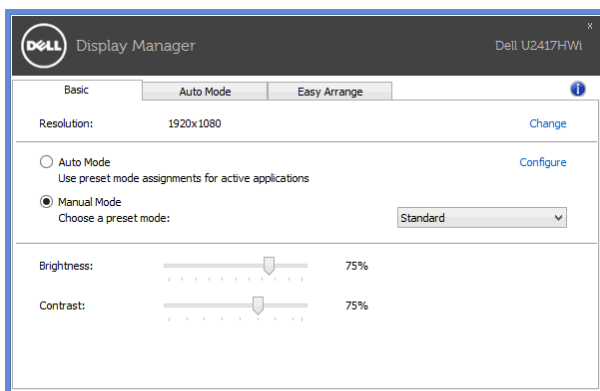 DELL Display Manager
Dell U2417HWi
x
Basic Auto Mode Easy Arrange i
Resolution: 1920x1080 Change
Auto Mode Configure
Use preset mode assignments for active applications
Manual Mode
Choose a preset mode: Standard
Brightness: 75%
Contrast: 75%